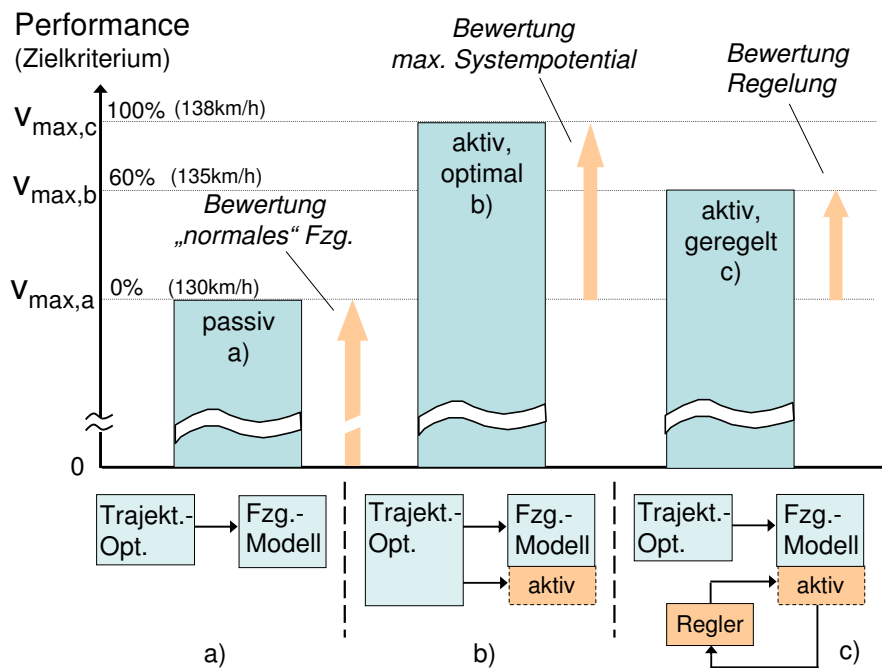 Performance
(Zielkriterium)
Bewertung
max. Systempotential
Bewertung
Regelung
v_max,c 100% (138km/h)
v_max,b 60% (135km/h)
Bewertung
„normales“ Fzg.
v_max,a 0% (130km/h)
aktiv,
optimal
b)
aktiv,
geregelt
c)
passiv
a)
0
Trajekt.-
Opt.
Fzg.-
Modell
a)
Trajekt.-
Opt.
Fzg.-
Modell
aktiv
b)
Trajekt.-
Opt.
Fzg.-
Modell
aktiv
Regler
c)